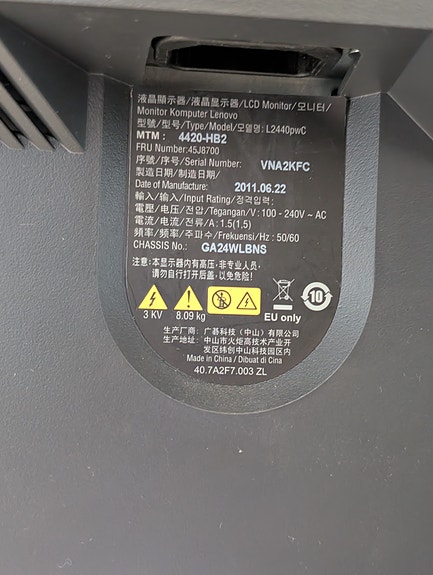 液晶顯示器/液晶显示器/LCD Monitor/모니터/
Monitor Komputer Lenovo
型號/型号/Type/Model/모델명: L2440pwC
MTM : 4420-HB2
FRU Number:45J8700
序號/序号/Serial Number: VNA2KFC
製造日期/制造日期/
Date of Manufacture: 2011.06.22
輸入/输入/Input Rating/정격입력:
電壓/电压/전압/Tegangan/V: 100 - 240V ~ AC
電流/电流/전류/A: 1.5(1,5)
頻率/频率/주파수/Frekuensi/Hz : 50/60
CHASSIS No.: GA24WLBNS
注意: 本显示器内有高压,非专业人员,
请勿自行打开后盖,以免危险!
3 KV
8.09 kg
EU only
10
生产厂商: 广碁科技(中山)有限公司
生产地址: 中山市火炬高技术产业开
发区纬创中山科技园区内
Made in China / Dibuat di Cina
40.7A2F7.003 ZL